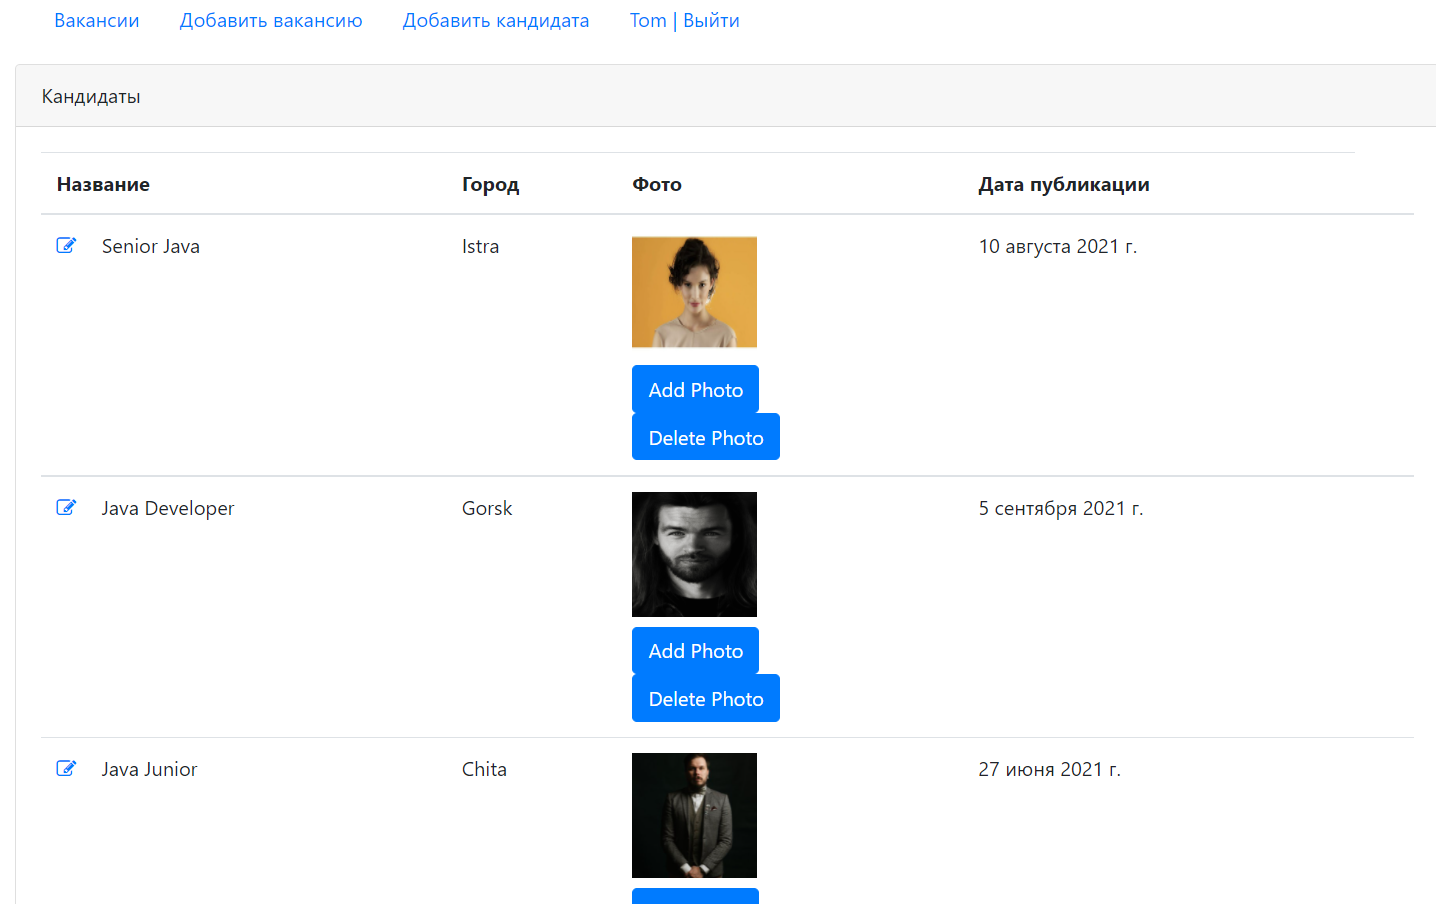 Вакансии Добавить вакансию Добавить кандидата Tom | Выйти
Кандидаты
Название Город Фото Дата публикации
Senior Java Istra 10 августа 2021 г.
Add Photo
Delete Photo
Java Developer Gorsk 5 сентября 2021 г.
Add Photo
Delete Photo
Java Junior Chita 27 июня 2021 г.